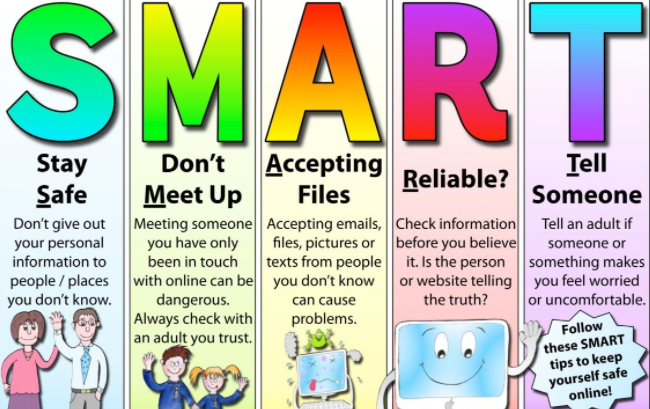 S
Stay
Safe
Don't give out
your personal
information to
people / places
you don't know.
M
Don't
Meet Up
Meeting someone
you have only
been in touch
with online can be
dangerous.
Always check with
an adult you trust.
A
Accepting
Files
Accepting emails,
files, pictures or
texts from people
you don't know
can cause
problems.
R
Reliable?
Check information
before you believe
it. Is the person
or website telling
the truth?
T
Tell
Someone
Tell an adult if
someone or
something makes
you feel worried
or uncomfortable.
Follow
these SMART
tips to keep
yourself safe
online!